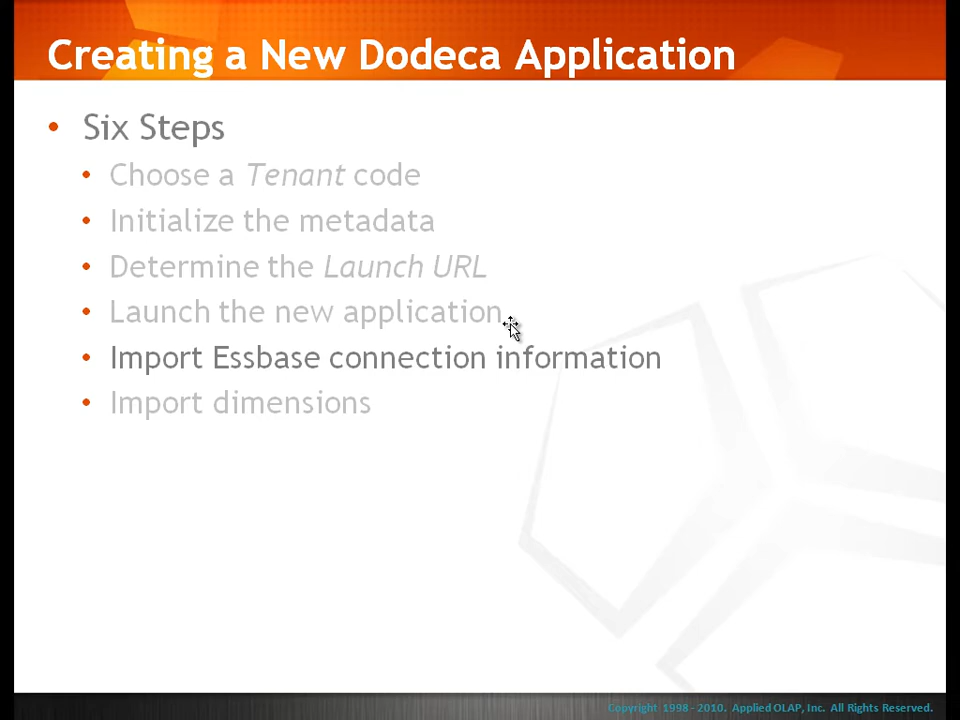 Creating a New Dodeca Application
• Six Steps
• Choose a Tenant code
• Initialize the metadata
• Determine the Launch URL
• Launch the new application
• Import Essbase connection information
• Import dimensions
Copyright 1998- 2010. Applied OLAP, Inc. All Rights Reserved.